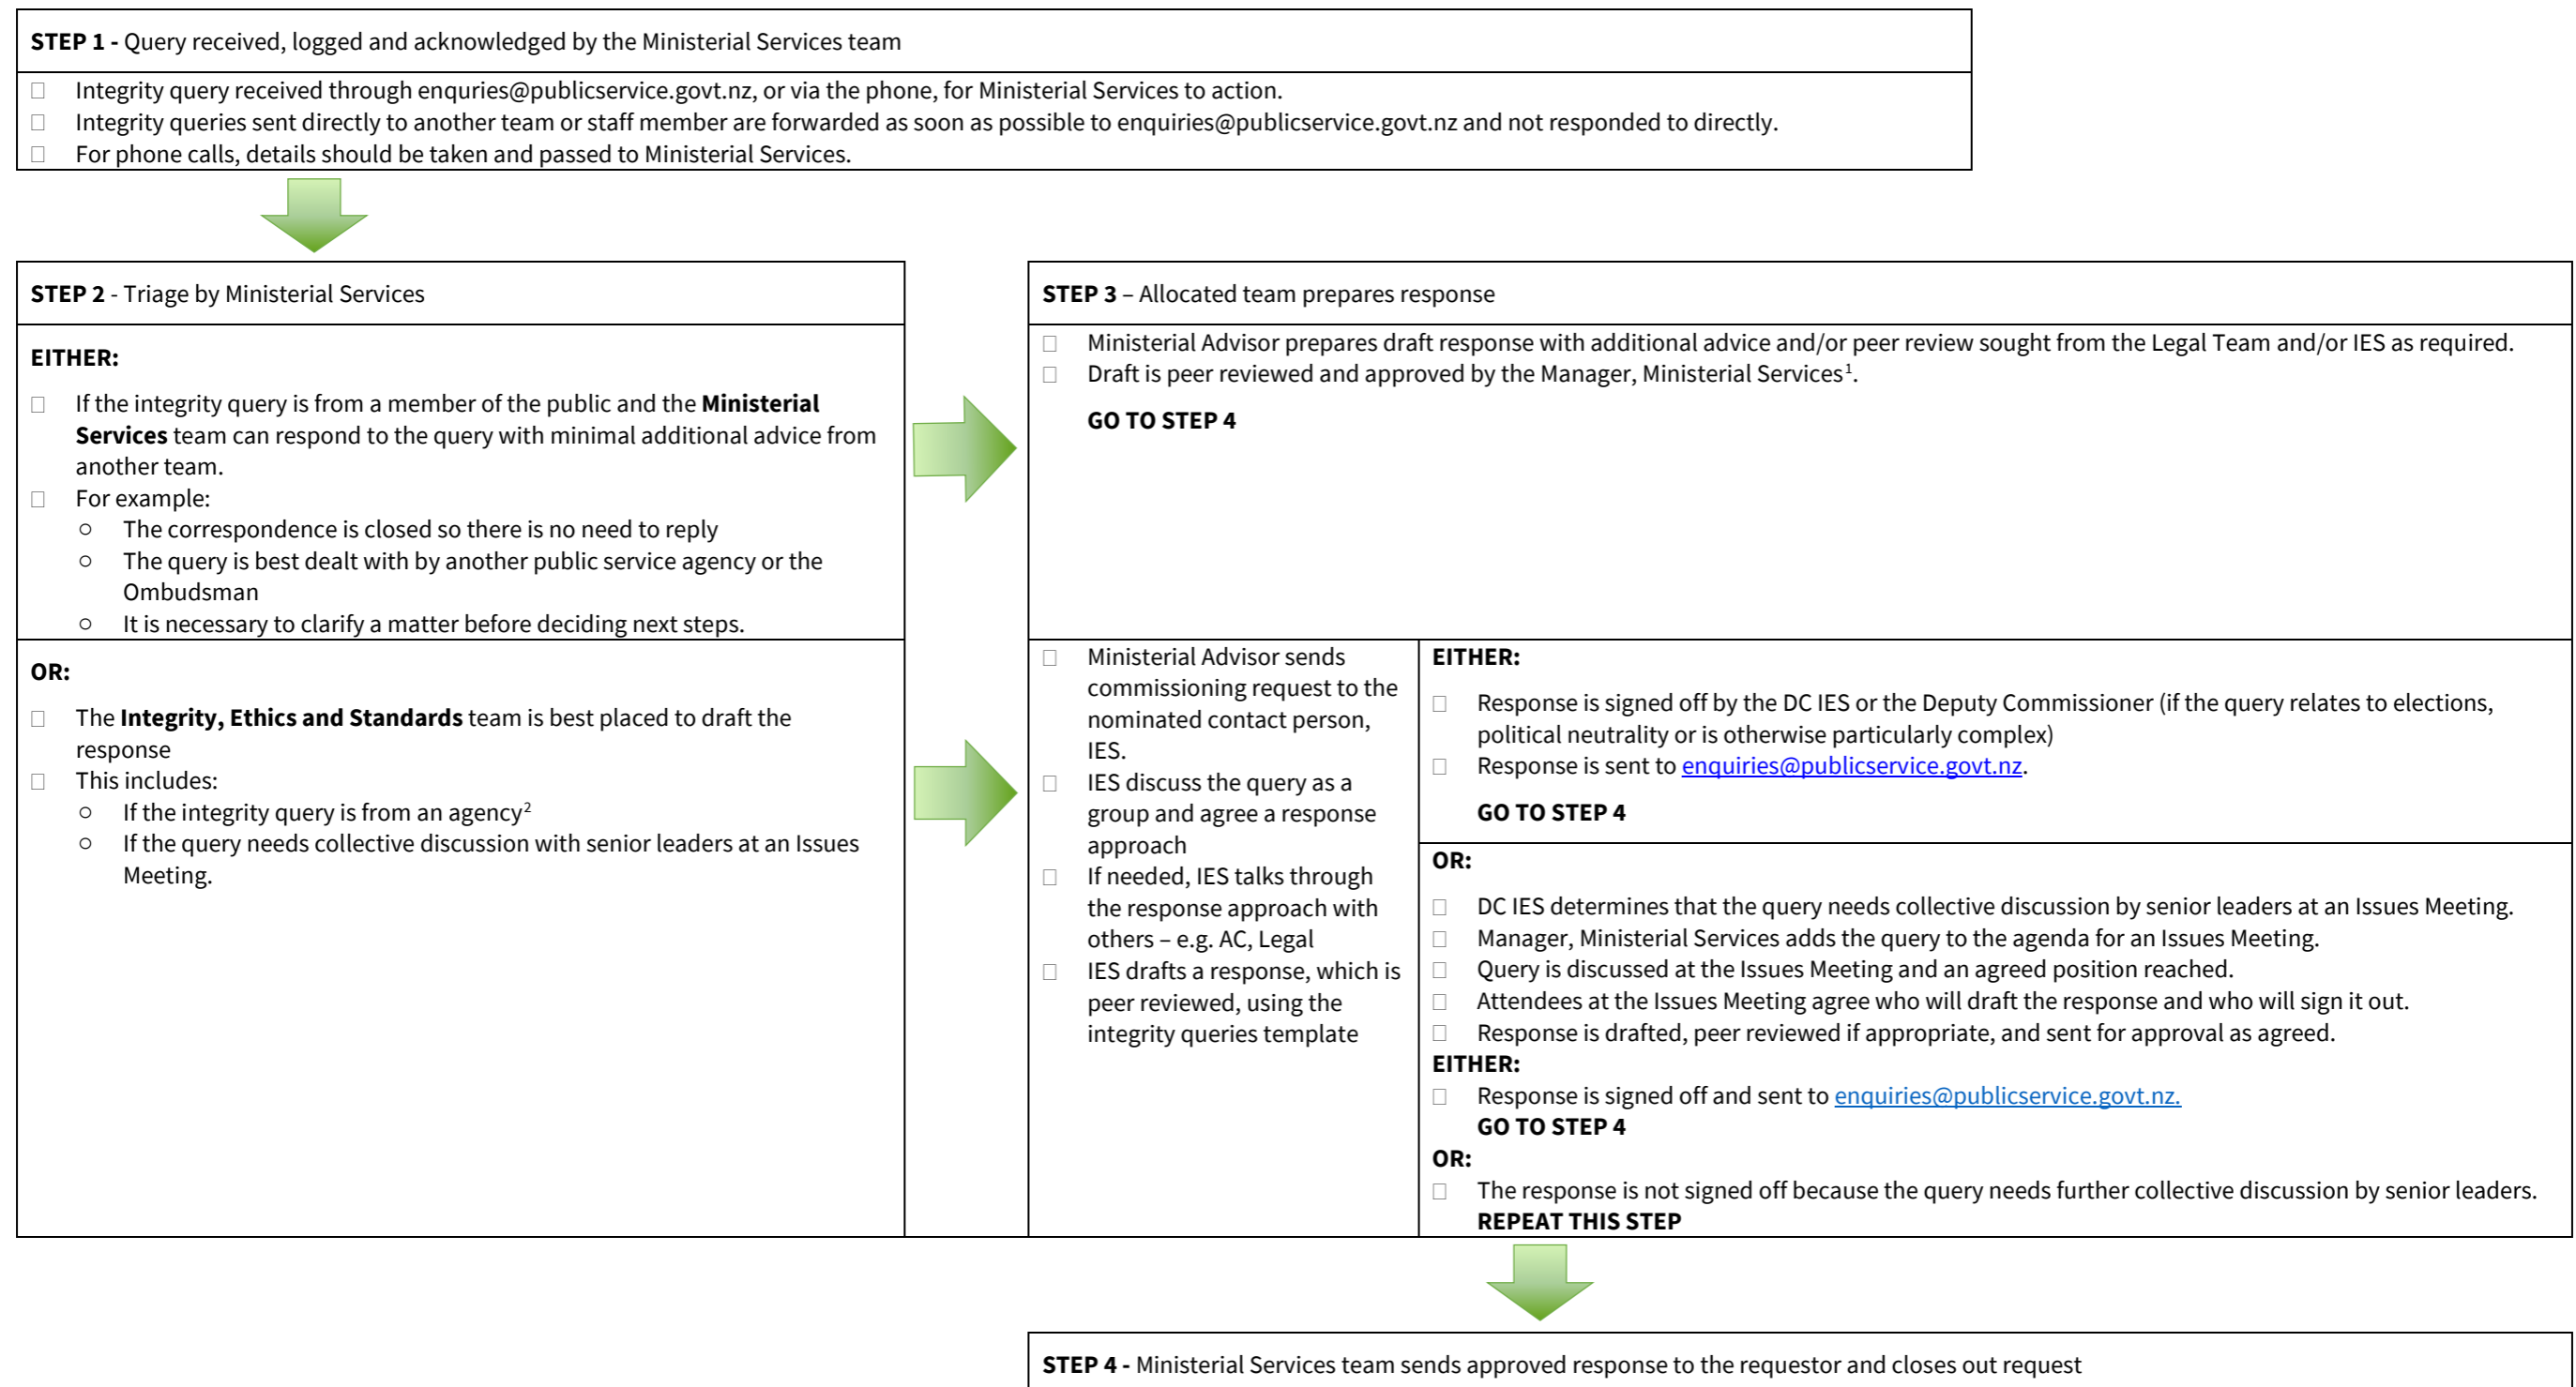 STEP 1 - Query received, logged and acknowledged by the Ministerial Services team
Integrity query received through enquries@publicservice.govt.nz, or via the phone, for Ministerial Services to action.
Integrity queries sent directly to another team or staff member are forwarded as soon as possible to enquiries@publicservice.govt.nz and not responded to directly.
For phone calls, details should be taken and passed to Ministerial Services.
STEP 2 - Triage by Ministerial Services
EITHER:
If the integrity query is from a member of the public and the Ministerial
Services team can respond to the query with minimal additional advice from
another team.
For example:
○ The correspondence is closed so there is no need to reply
○ The query is best dealt with by another public service agency or the
Ombudsman
○ It is necessary to clarify a matter before deciding next steps.
OR:
The Integrity, Ethics and Standards team is best placed to draft the
response
This includes:
○ If the integrity query is from an agency2
○ If the query needs collective discussion with senior leaders at an Issues
Meeting.
STEP 3 – Allocated team prepares response
Ministerial Advisor prepares draft response with additional advice and/or peer review sought from the Legal Team and/or IES as required.
Draft is peer reviewed and approved by the Manager, Ministerial Services1.
GO TO STEP 4
Ministerial Advisor sends
commissioning request to the
nominated contact person,
IES.
IES discuss the query as a
group and agree a response
approach
If needed, IES talks through
the response approach with
others – e.g. AC, Legal
IES drafts a response, which is
peer reviewed, using the
integrity queries template
EITHER:
Response is signed off by the DC IES or the Deputy Commissioner (if the query relates to elections,
political neutrality or is otherwise particularly complex)
Response is sent to enquiries@publicservice.govt.nz.
GO TO STEP 4
OR:
DC IES determines that the query needs collective discussion by senior leaders at an Issues Meeting.
Manager, Ministerial Services adds the query to the agenda for an Issues Meeting.
Query is discussed at the Issues Meeting and an agreed position reached.
Attendees at the Issues Meeting agree who will draft the response and who will sign it out.
Response is drafted, peer reviewed if appropriate, and sent for approval as agreed.
EITHER:
Response is signed off and sent to enquiries@publicservice.govt.nz.
GO TO STEP 4
OR:
The response is not signed off because the query needs further collective discussion by senior leaders.
REPEAT THIS STEP
STEP 4 - Ministerial Services team sends approved response to the requestor and closes out request